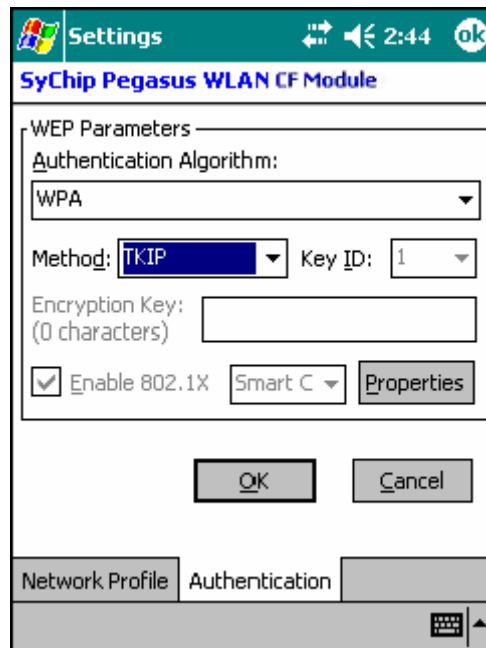 Settings 2:44 ok
SyChip Pegasus WLAN CF Module
WEP Parameters
Authentication Algorithm:
WPA
Method: TKIP Key ID: 1
Encryption Key:
(0 characters)
Enable 802.1X Smart C Properties
OK Cancel
Network Profile Authentication